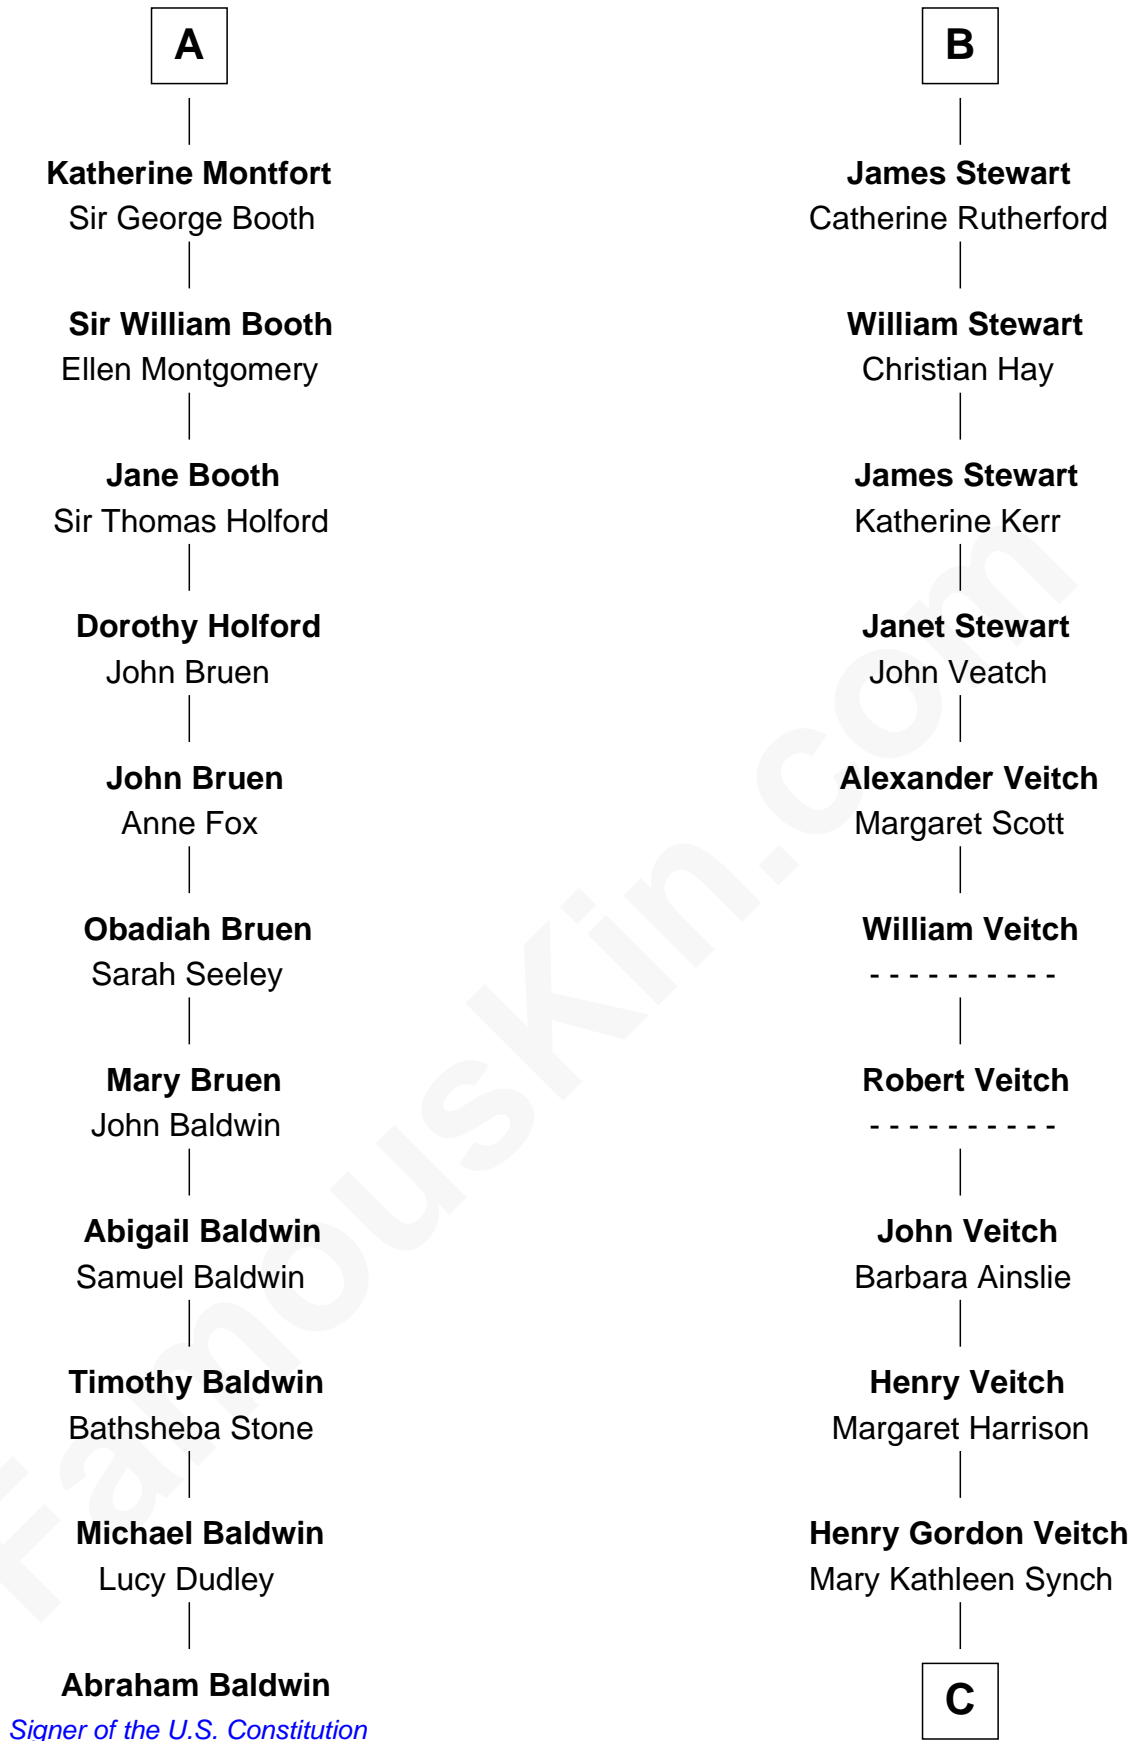 A
Katherine Montfort
Sir George Booth
Sir William Booth
Ellen Montgomery
Jane Booth
Sir Thomas Holford
Dorothy Holford
John Bruen
John Bruen
Anne Fox
Obadiah Bruen
Sarah Seeley
Mary Bruen
John Baldwin
Abigail Baldwin
Samuel Baldwin
Timothy Baldwin
Bathsheba Stone
Michael Baldwin
Lucy Dudley
Abraham Baldwin
Signer of the U.S. Constitution
B
James Stewart
Catherine Rutherford
William Stewart
Christian Hay
James Stewart
Katherine Kerr
Janet Stewart
John Veatch
Alexander Veitch
Margaret Scott
William Veitch
- - - - - - - - - -
Robert Veitch
- - - - - - - - - -
John Veitch
Barbara Ainslie
Henry Veitch
Margaret Harrison
Henry Gordon Veitch
Mary Kathleen Synch
C
FamousKin.com